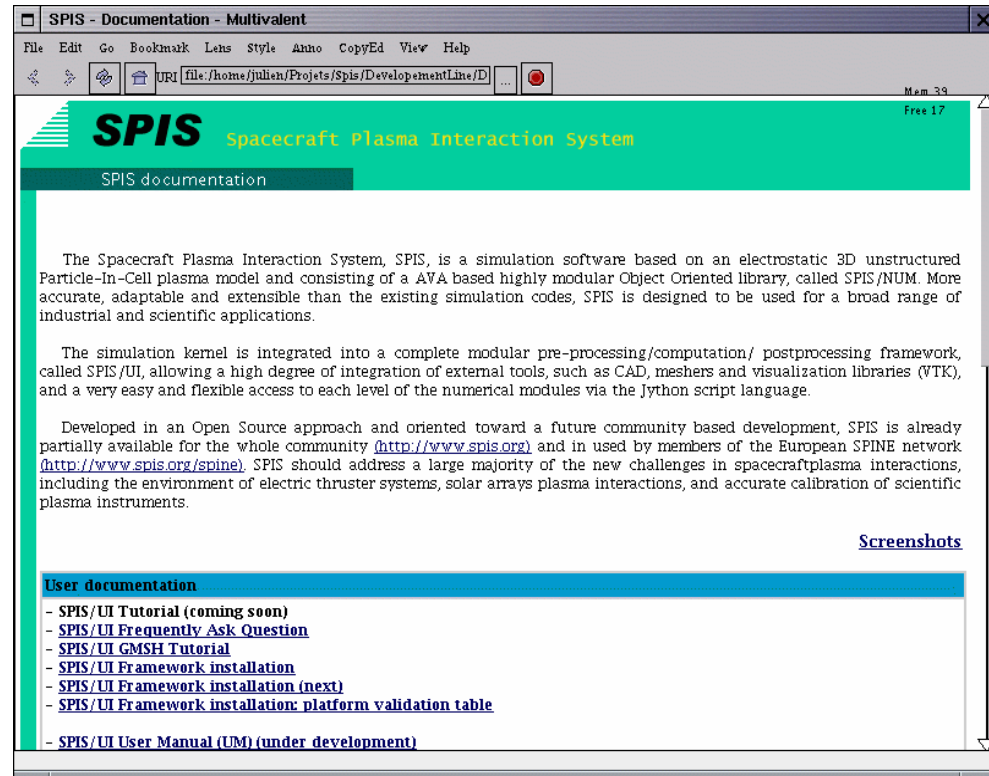 SPIS - Documentation - Multivalent
File Edit Go Bookmark Lens Style Anno CopyEd View Help
URI file:/home/julien/Projets/Spis/DevelopementLine/D ...
Mem 39
Free 17
SPIS Spacecraft Plasma Interaction System
SPIS documentation
The Spacecraft Plasma Interaction System, SPIS, is a simulation software based on an electrostatic 3D unstructured
Particle-In-Cell plasma model and consisting of a AVA based highly modular Object Oriented library, called SPIS/NUM. More
accurate, adaptable and extensible than the existing simulation codes, SPIS is designed to be used for a broad range of
industrial and scientific applications.
The simulation kernel is integrated into a complete modular pre-processing/computation/ postprocessing framework,
called SPIS/UI, allowing a high degree of integration of external tools, such as CAD, meshers and visualization libraries (VTK),
and a very easy and flexible access to each level of the numerical modules via the Jython script language.
Developed in an Open Source approach and oriented toward a future community based development, SPIS is already
partially available for the whole community (http://www.spis.org) and in used by members of the European SPINE network
(http://www.spis.org/spine). SPIS should address a large majority of the new challenges in spacecraftplasma interactions,
including the environment of electric thruster systems, solar arrays plasma interactions, and accurate calibration of scientific
plasma instruments.
Screenshots
User documentation
- SPIS/UI Tutorial (coming soon)
- SPIS/UI Frequently Ask Question
- SPIS/UI GMSH Tutorial
- SPIS/UI Framework installation
- SPIS/UI Framework installation (next)
- SPIS/UI Framework installation: platform validation table
- SPIS/UI User Manual (UM) (under development)